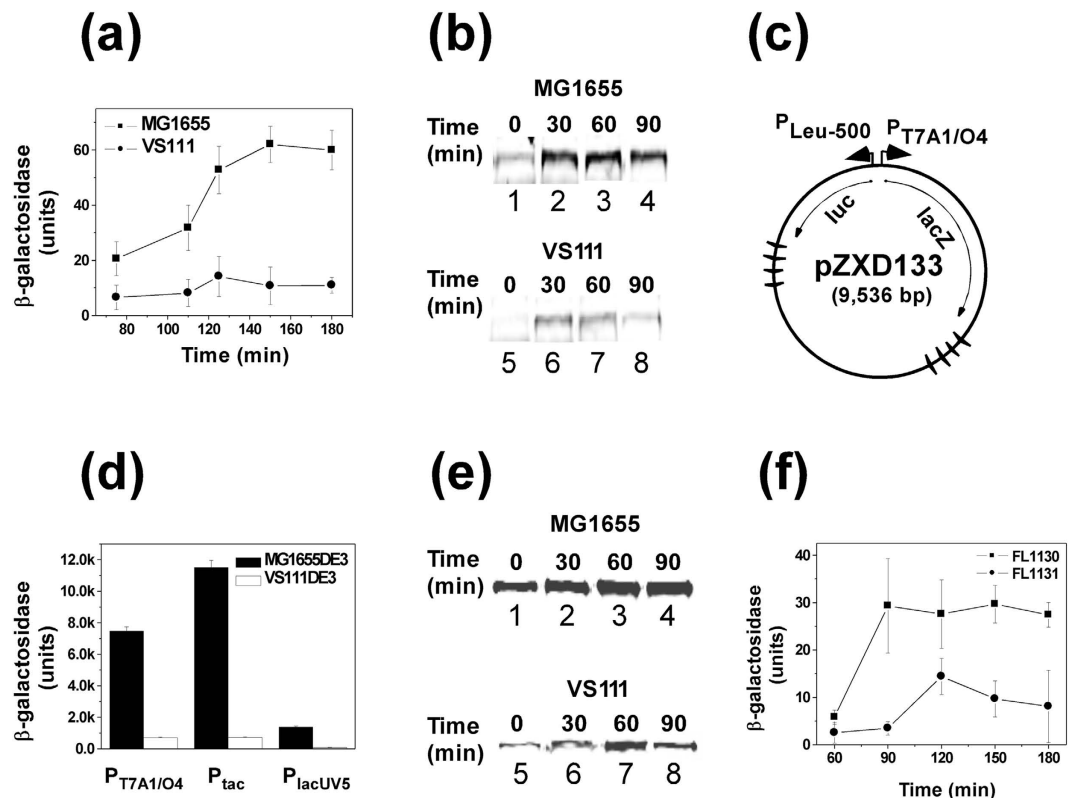 (a)
β-galactosidase
(units)
MG1655
VS111
60
40
20
0
80 100 120 140 160 180
Time (min)
(b)
MG1655
Time
(min)
0 30 60 90
1 2 3 4
VS111
Time
(min)
0 30 60 90
5 6 7 8
(c)
PLeu-500
PT7A1/O4
luc
lacZ
pZXD133
(9,536 bp)
(d)
β-galactosidase
(units)
MG1655DE3
VS111DE3
12.0k
10.0k
8.0k
6.0k
4.0k
2.0k
0.0
PT7A1/O4 Ptac PlacUV5
(e)
MG1655
Time
(min)
0 30 60 90
1 2 3 4
VS111
Time
(min)
0 30 60 90
5 6 7 8
(f)
β-galactosidase
(units)
FL1130
FL1131
40
30
20
10
0
60 90 120 150 180
Time (min)